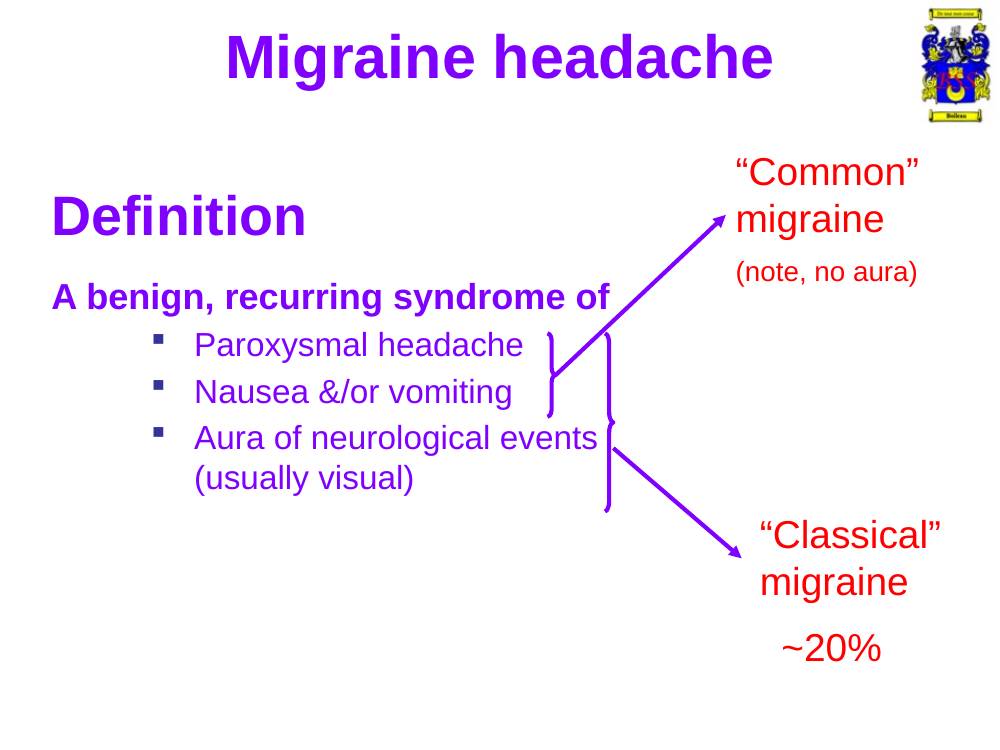 Migraine headache
Definition
A benign, recurring syndrome of
▪ Paroxysmal headache
▪ Nausea &/or vomiting
▪ Aura of neurological events
(usually visual)
“Common”
migraine
(note, no aura)
“Classical”
migraine
~20%
Boileau